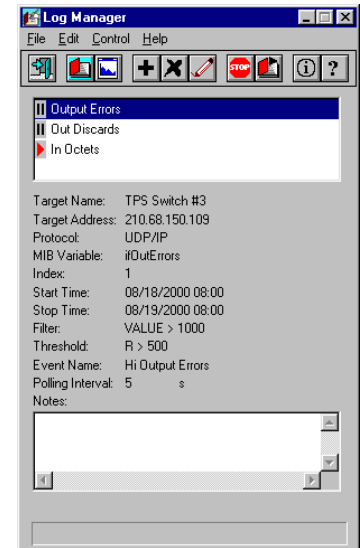 Log Manager
File Edit Control Help
STOP i ?
Output Errors
Out Discards
In Octets
Target Name: TPS Switch #3
Target Address: 210.68.150.109
Protocol: UDP/IP
MIB Variable: ifOutErrors
Index: 1
Start Time: 08/18/2000 08:00
Stop Time: 08/19/2000 08:00
Filter: VALUE > 1000
Threshold: R > 500
Event Name: Hi Output Errors
Polling Interval: 5 s
Notes: